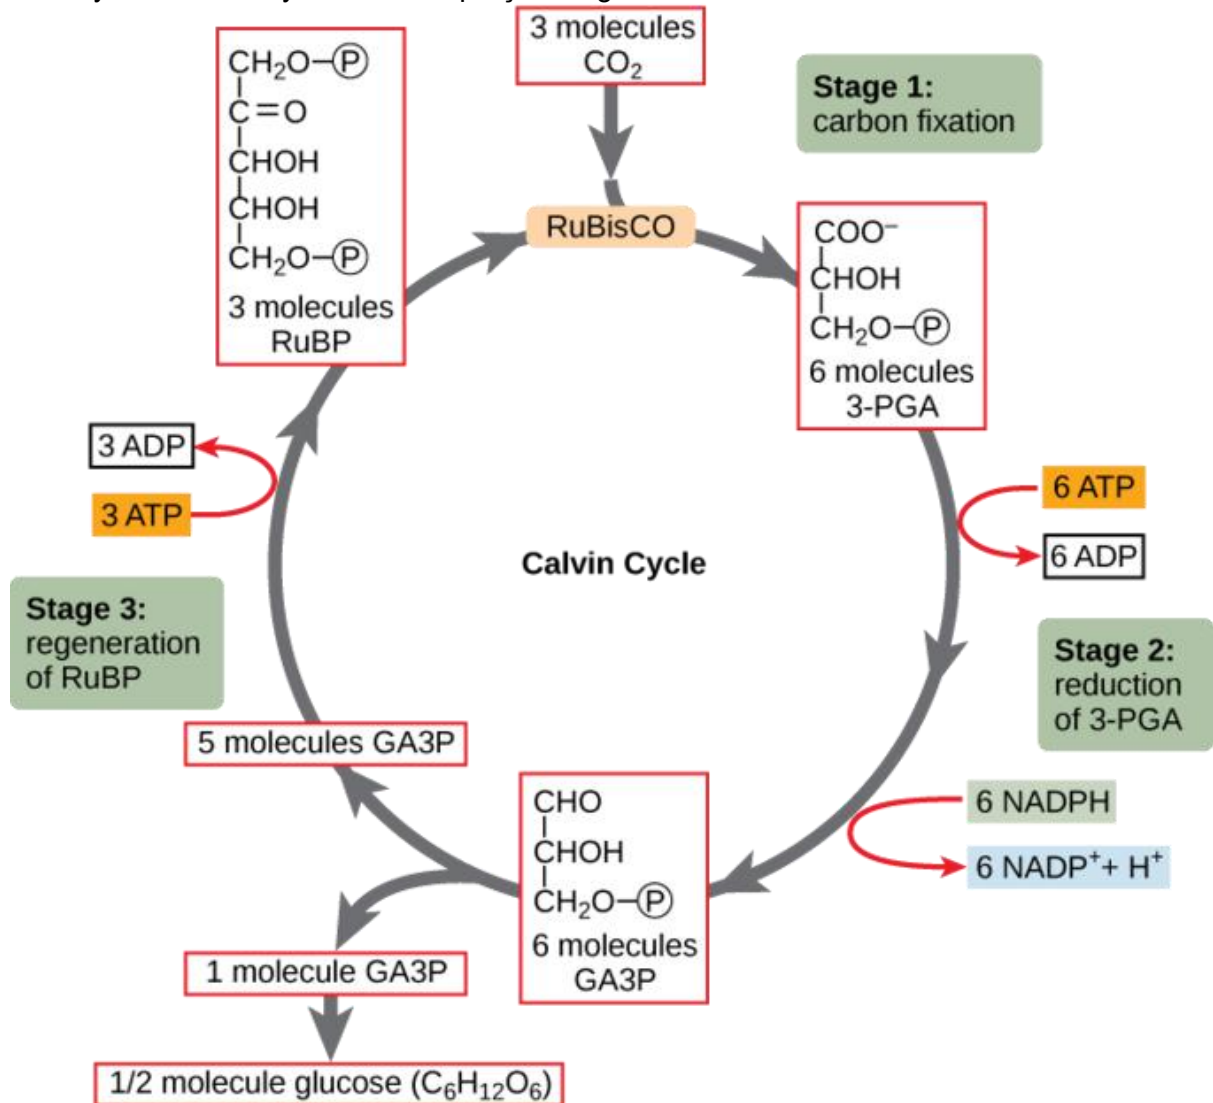 CH₂O–Ⓟ
C=O
CHOH
CHOH
CH₂O–Ⓟ
3 molecules
RuBP
3 molecules
CO₂
Stage 1:
carbon fixation
RuBisCO
COO⁻
CHOH
CH₂O–Ⓟ
6 molecules
3-PGA
3 ADP
3 ATP
6 ATP
6 ADP
Calvin Cycle
Stage 3:
regeneration
of RuBP
Stage 2:
reduction
of 3-PGA
5 molecules GA3P
6 NADPH
6 NADP⁺+ H⁺
CHO
CHOH
CH₂O–Ⓟ
6 molecules
GA3P
1 molecule GA3P
1/2 molecule glucose (C₆H₁₂O₆)